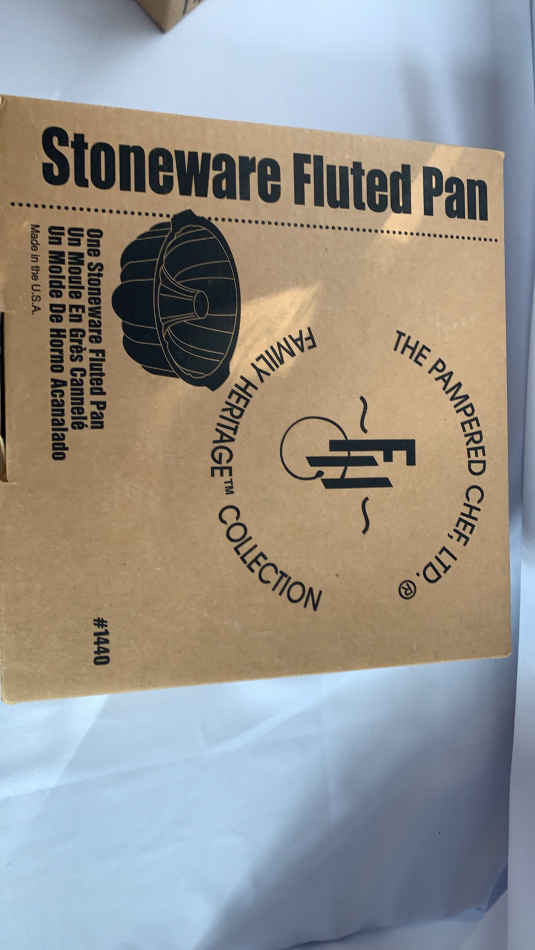 Stoneware Fluted Pan
THE PAMPERED CHEF, LTD.®
FH
FAMILY HERITAGE™ COLLECTION
One Stoneware Fluted Pan
Un Moule En Grès Cannelé
Un Molde De Horno Acanalado
Made in the U.S.A.
#1440